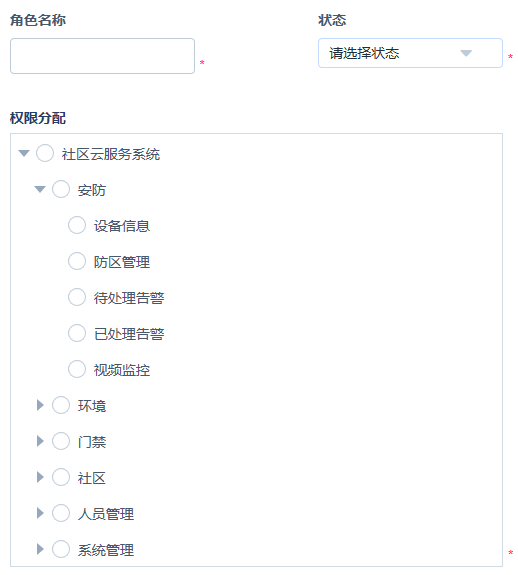 角色名称
状态
*
请选择状态
*
权限分配
社区云服务系统
安防
设备信息
防区管理
待处理告警
已处理告警
视频监控
环境
门禁
社区
人员管理
系统管理
*